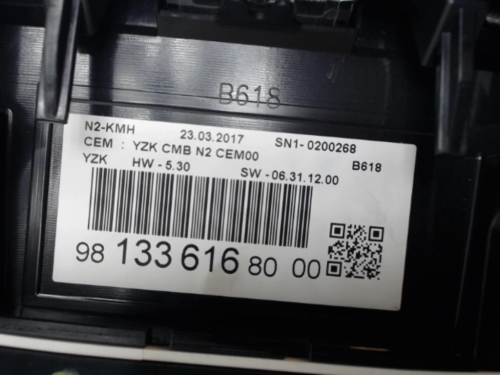 B618
N2-KMH 23.03.2017 SN1- 0200268
CEM : YZK CMB N2 CEM00 B618
YZK HW - 5.30 SW - 06.31.12.00
98 133 616 80 00